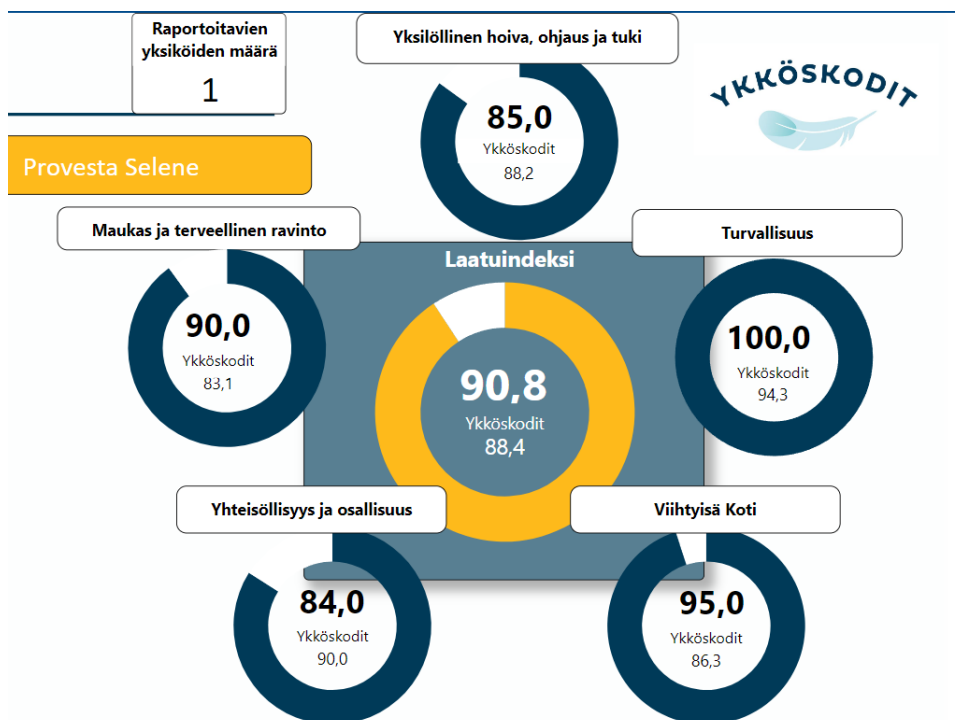 Raportoitavien
yksiköiden määrä
1
Yksilöllinen hoiva, ohjaus ja tuki
85,0
Ykköskodit
88,2
YKKÖSKODIT
Provesta Selene
Maukas ja terveellinen ravinto
90,0
Ykköskodit
83,1
Laatuindeksi
90,8
Ykköskodit
88,4
Turvallisuus
100,0
Ykköskodit
94,3
Yhteisöllisyys ja osallisuus
84,0
Ykköskodit
90,0
Viihtyisä Koti
95,0
Ykköskodit
86,3